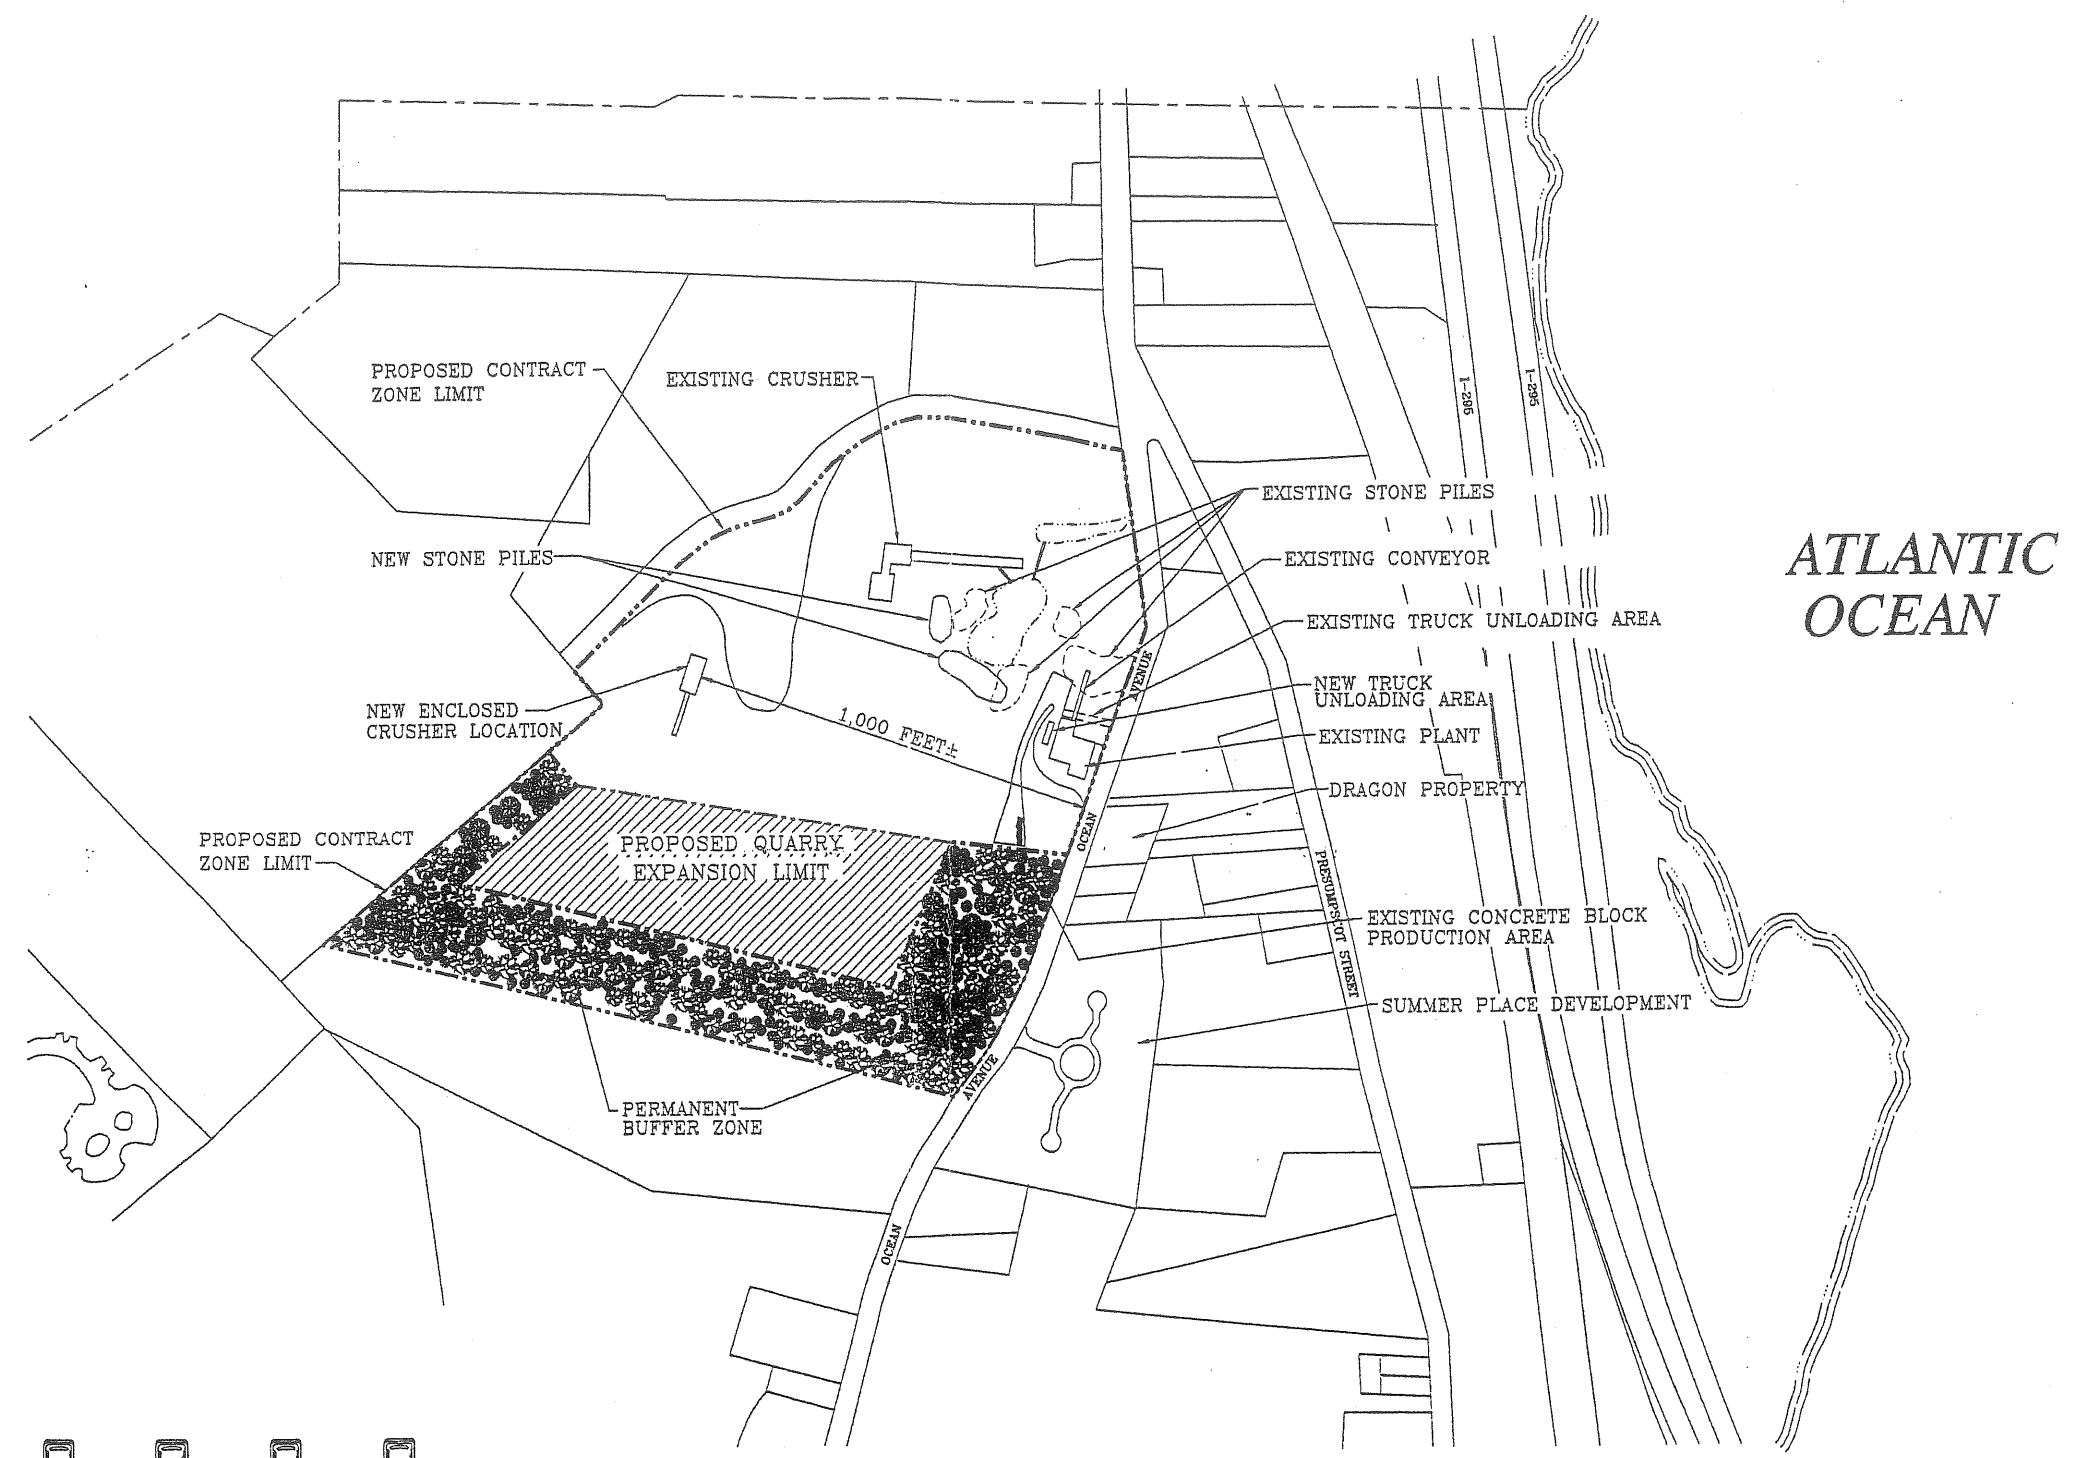 PROPOSED CONTRACT
ZONE LIMIT
EXISTING CRUSHER
I-295
I-295
EXISTING STONE PILES
ATLANTIC
OCEAN
NEW STONE PILES
EXISTING CONVEYOR
EXISTING TRUCK UNLOADING AREA
AVENUE
NEW TRUCK
UNLOADING AREA
NEW ENCLOSED
CRUSHER LOCATION
1,000 FEET±
EXISTING PLANT
DRAGON PROPERTY
OCEAN
PROPOSED CONTRACT
ZONE LIMIT
PROPOSED QUARRY
EXPANSION LIMIT
PRESUMPSCOT STREET
EXISTING CONCRETE BLOCK
PRODUCTION AREA
SUMMER PLACE DEVELOPMENT
AVENUE
PERMANENT
BUFFER ZONE
OCEAN